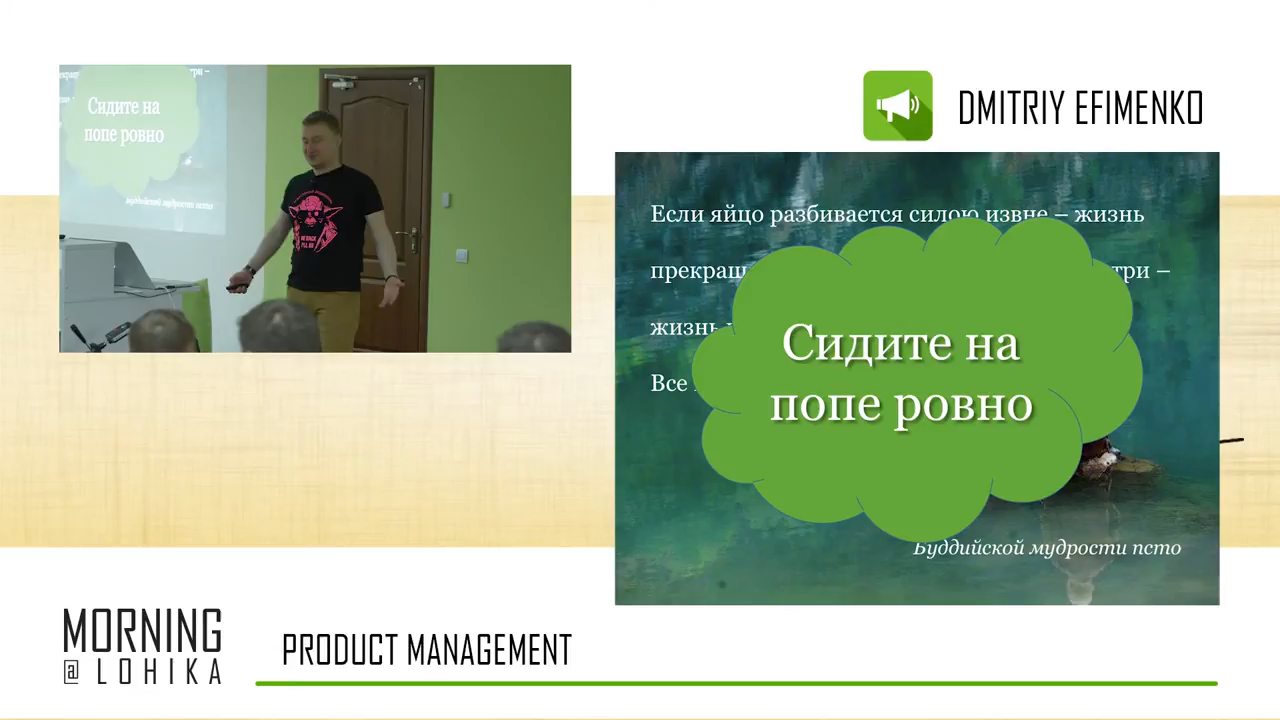 Сидите на
попе ровно
DMITRIY EFIMENKO
Если яйцо разбивается силою извне – жизнь
прекращ три –
жизнь
Все
Сидите на
попе ровно
Буддийской мудрости псто
MORNING
@ LOHIKA
PRODUCT MANAGEMENT